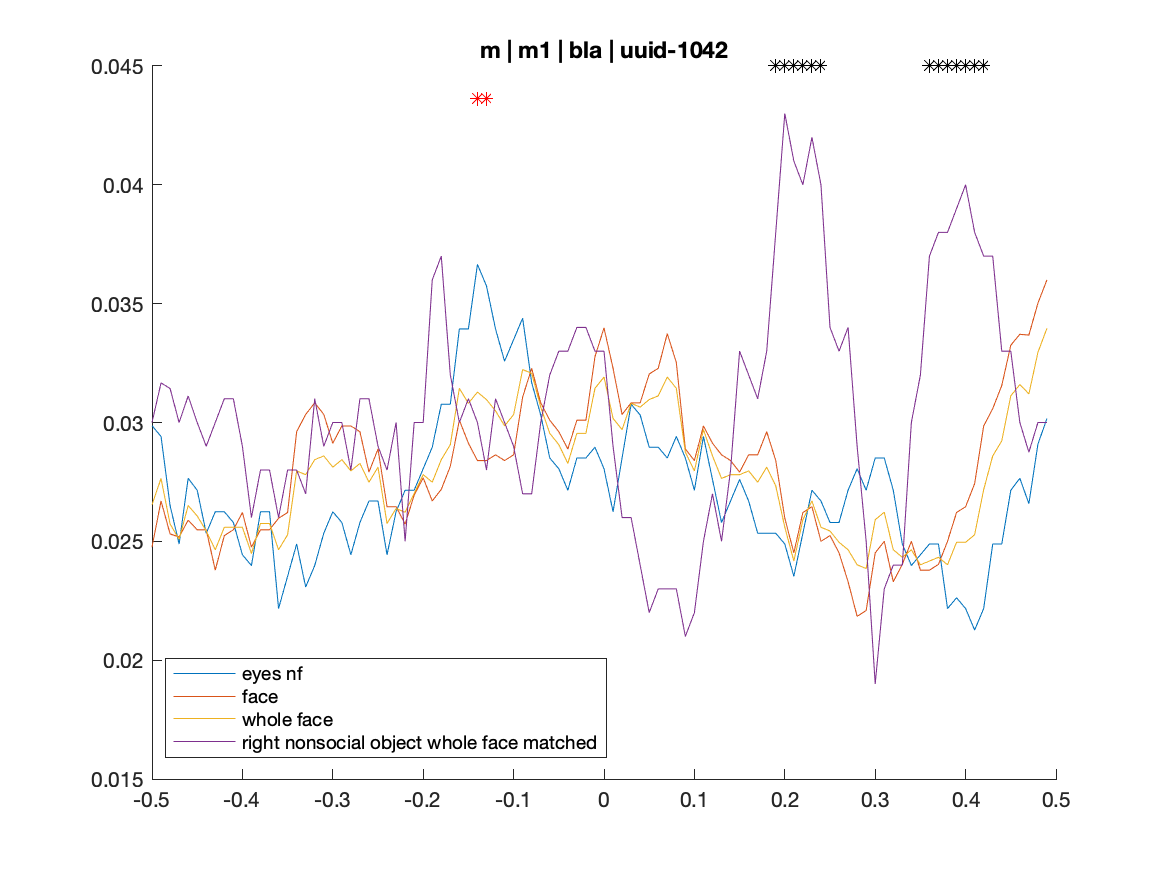 m | m1 | bla | uuid-1042
0.045
0.04
0.035
0.03
0.025
0.02
0.015
eyes nf
face
whole face
right nonsocial object whole face matched
-0.5 -0.4 -0.3 -0.2 -0.1 0 0.1 0.2 0.3 0.4 0.5